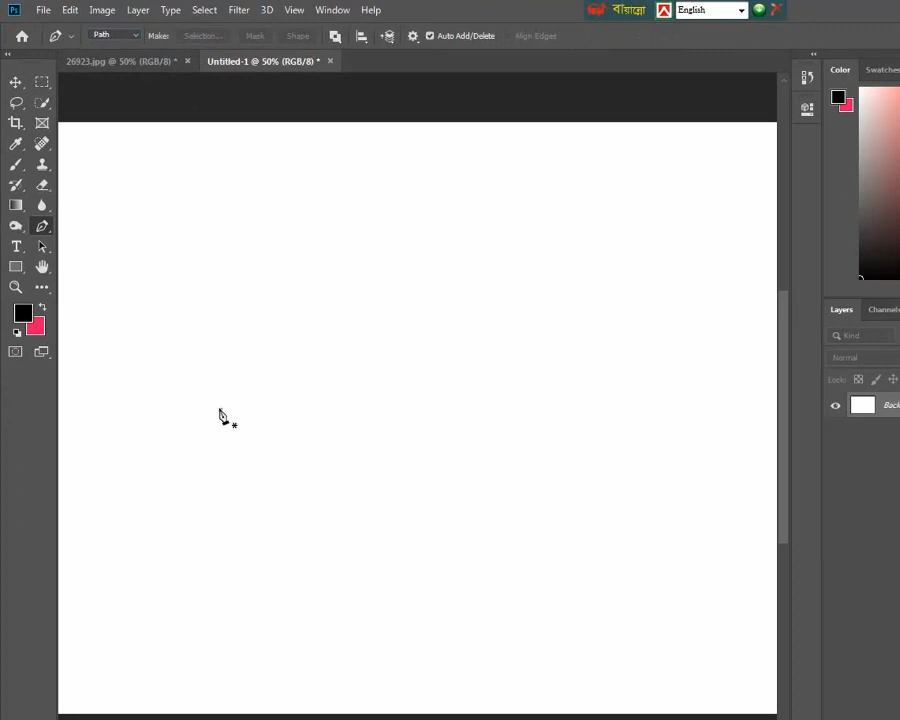 Ps File Edit Image Layer Type Select Filter 3D View Window Help বায়ান্নো English
Path Make: Selection... Mask Shape Auto Add/Delete Align Edges
26923.jpg @ 50% (RGB/8) * × Untitled-1 @ 50% (RGB/8) * ×
Color Swatches
Layers Channels
Kind
Normal
Lock:
Back
T